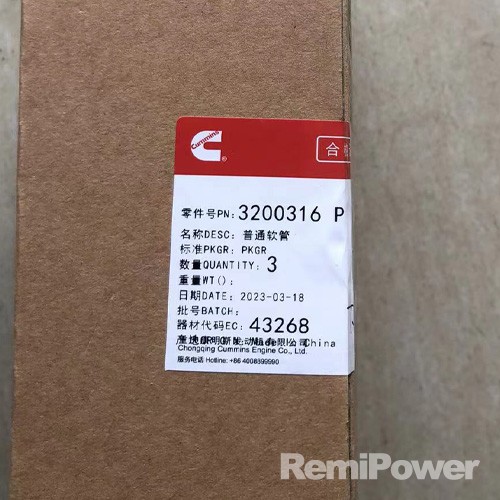 Cummins
合
零件号PN: 3200316 P
名称DESC: 普通软管
标准PKGR: PKGR
数量QUANTITY: 3
重量WT():
日期DATE: 2023-03-18
批号BATCH:
器材代码EC: 43268
Chongqing Cummins Engine Co., Ltd.
服务电话 Hotline: +86 4008899990
RemiPower